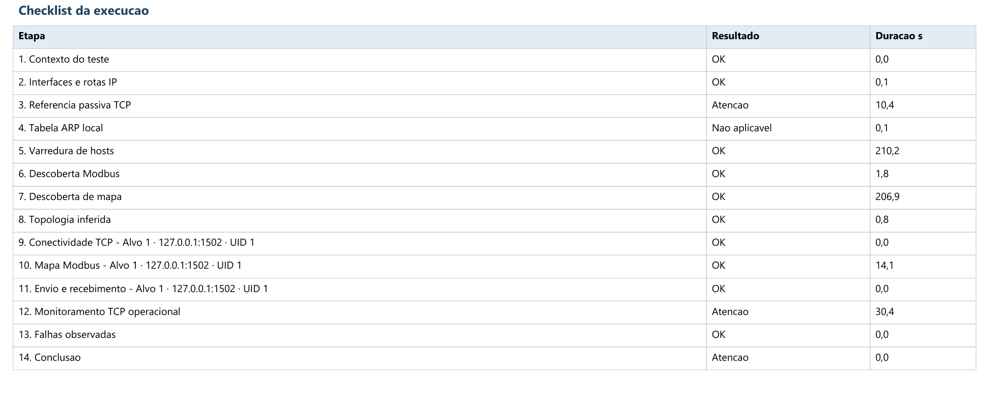 Checklist da execucao
Etapa Resultado Duracao s
1. Contexto do teste OK 0,0
2. Interfaces e rotas IP OK 0,1
3. Referencia passiva TCP Atencao 10,4
4. Tabela ARP local Nao aplicavel 0,1
5. Varredura de hosts OK 210,2
6. Descoberta Modbus OK 1,8
7. Descoberta de mapa OK 206,9
8. Topologia inferida OK 0,8
9. Conectividade TCP - Alvo 1 · 127.0.0.1:1502 · UID 1 OK 0,0
10. Mapa Modbus - Alvo 1 · 127.0.0.1:1502 · UID 1 OK 14,1
11. Envio e recebimento - Alvo 1 · 127.0.0.1:1502 · UID 1 OK 0,0
12. Monitoramento TCP operacional Atencao 30,4
13. Falhas observadas OK 0,0
14. Conclusao Atencao 0,0